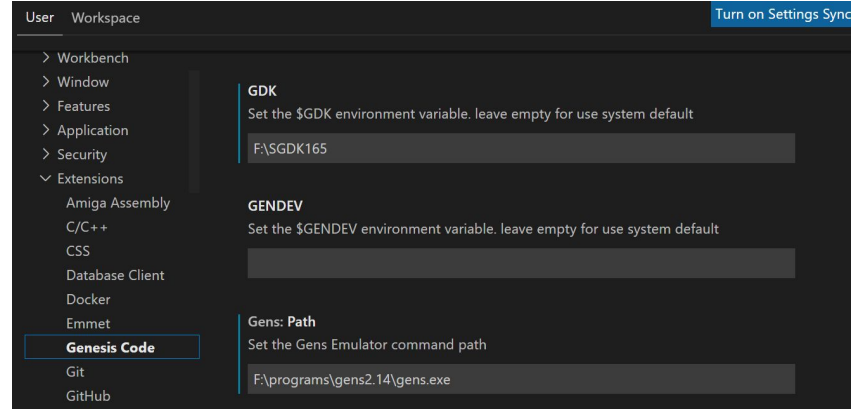 User Workspace
Turn on Settings Sync
Workbench
Window
Features
Application
Security
Extensions
Amiga Assembly
C/C++
CSS
Database Client
Docker
Emmet
Genesis Code
Git
GitHub
GDK
Set the $GDK environment variable. leave empty for use system default
F:\SGDK165
GENDEV
Set the $GENDEV environment variable. leave empty for use system default
Gens: Path
Set the Gens Emulator command path
F:\programs\gens2.14\gens.exe